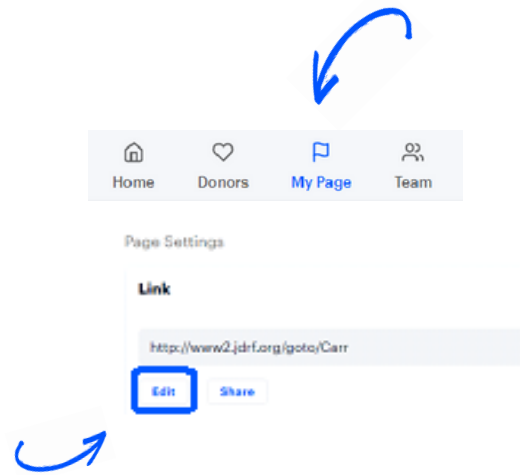 Home Donors My Page Team
Page Settings
Link
http://www2.jdrf.org/goto/Carr
Edit Share